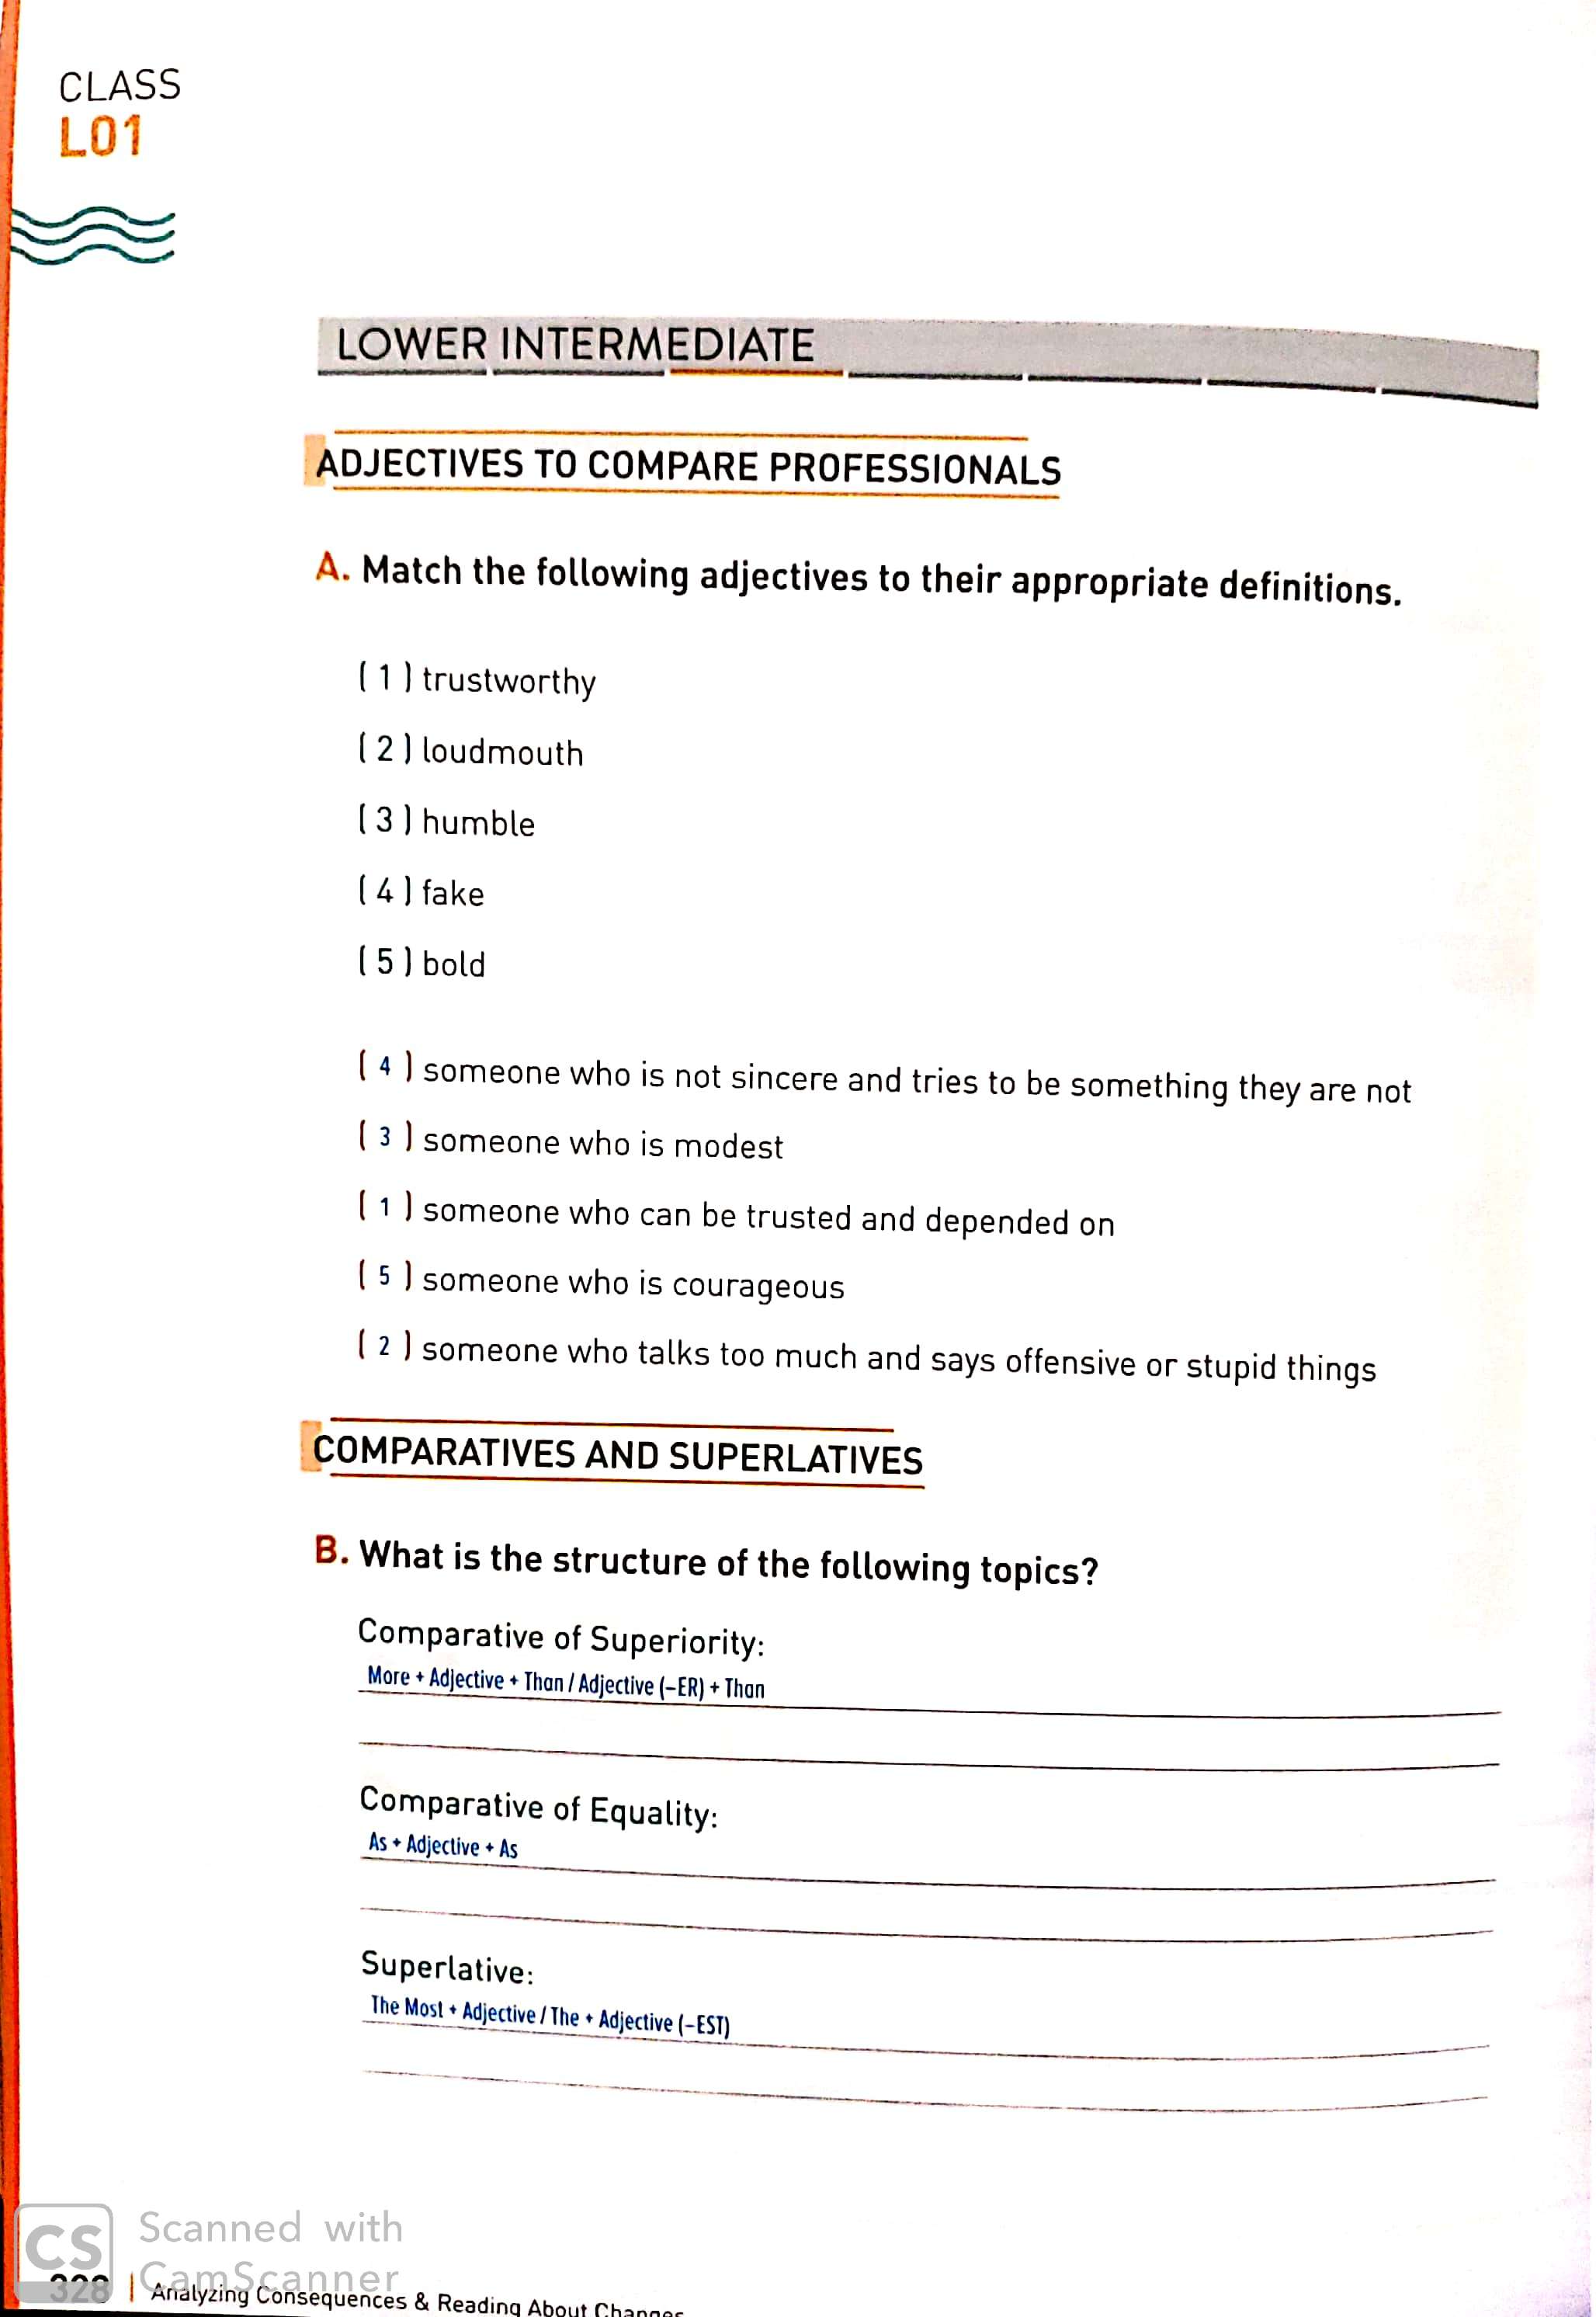 CLASS
L01
LOWER INTERMEDIATE
ADJECTIVES TO COMPARE PROFESSIONALS
A. Match the following adjectives to their appropriate definitions.
( 1 ) trustworthy
( 2 ) loudmouth
( 3 ) humble
( 4 ) fake
( 5 ) bold
( 4 ) someone who is not sincere and tries to be something they are not
( 3 ) someone who is modest
( 1 ) someone who can be trusted and depended on
( 5 ) someone who is courageous
( 2 ) someone who talks too much and says offensive or stupid things
COMPARATIVES AND SUPERLATIVES
B. What is the structure of the following topics?
Comparative of Superiority:
More + Adjective + Than / Adjective (-ER) + Than
Comparative of Equality:
As + Adjective + As
Superlative:
The Most + Adjective / The + Adjective (-EST)
CS Scanned with
CamScanner
328 | Analyzing Consequences & Reading About Changes